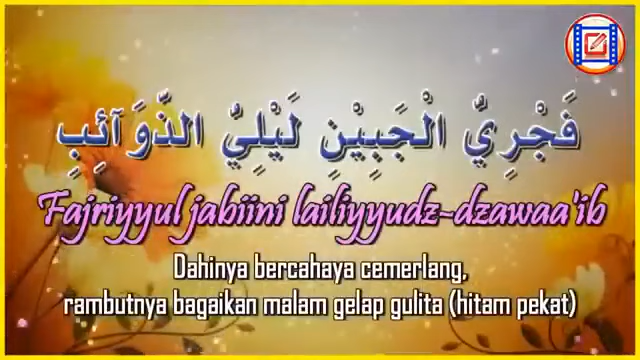 فَجْرِيُّ الْجَبِيْنِ لَيْلِيُّ الذَّوَآئِبِ
Fajriyyul jabiini lailiyyudz-dzawaa'ib
Dahinya bercahaya cemerlang,
rambutnya bagaikan malam gelap gulita (hitam pekat)